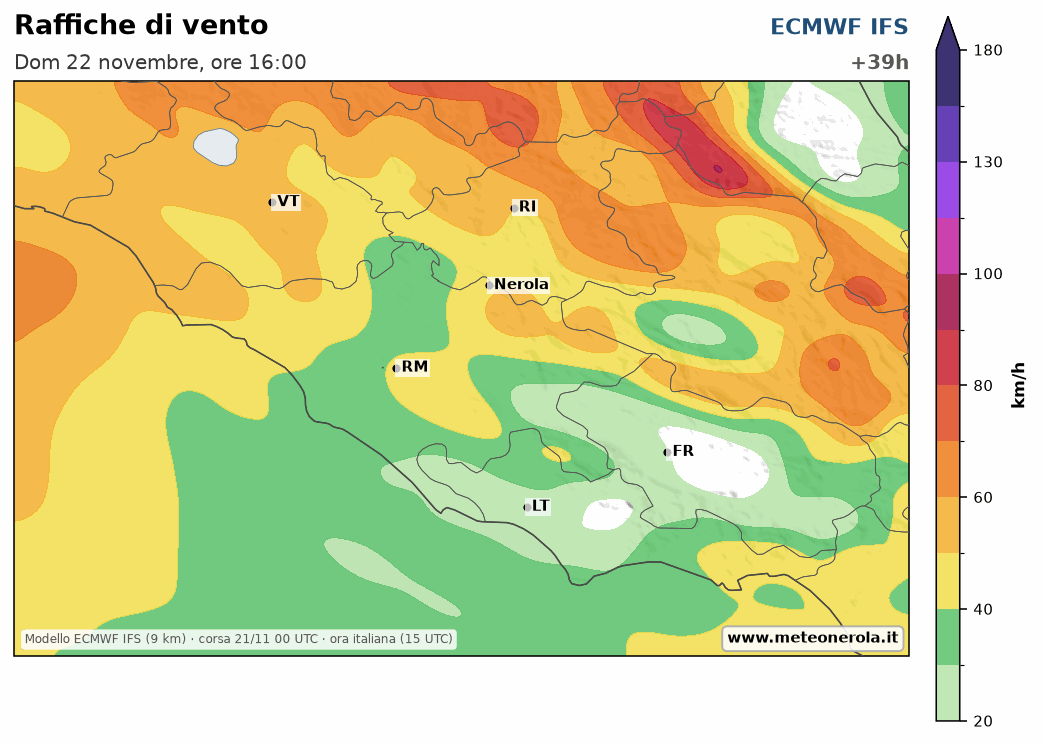 Raffiche di vento
ECMWF IFS
Dom 22 novembre, ore 16:00
+39h
VT
RI
Nerola
RM
FR
LT
Modello ECMWF IFS (9 km) · corsa 21/11 00 UTC · ora italiana (15 UTC)
www.meteonerola.it
180
130
100
80
60
40
20
km/h